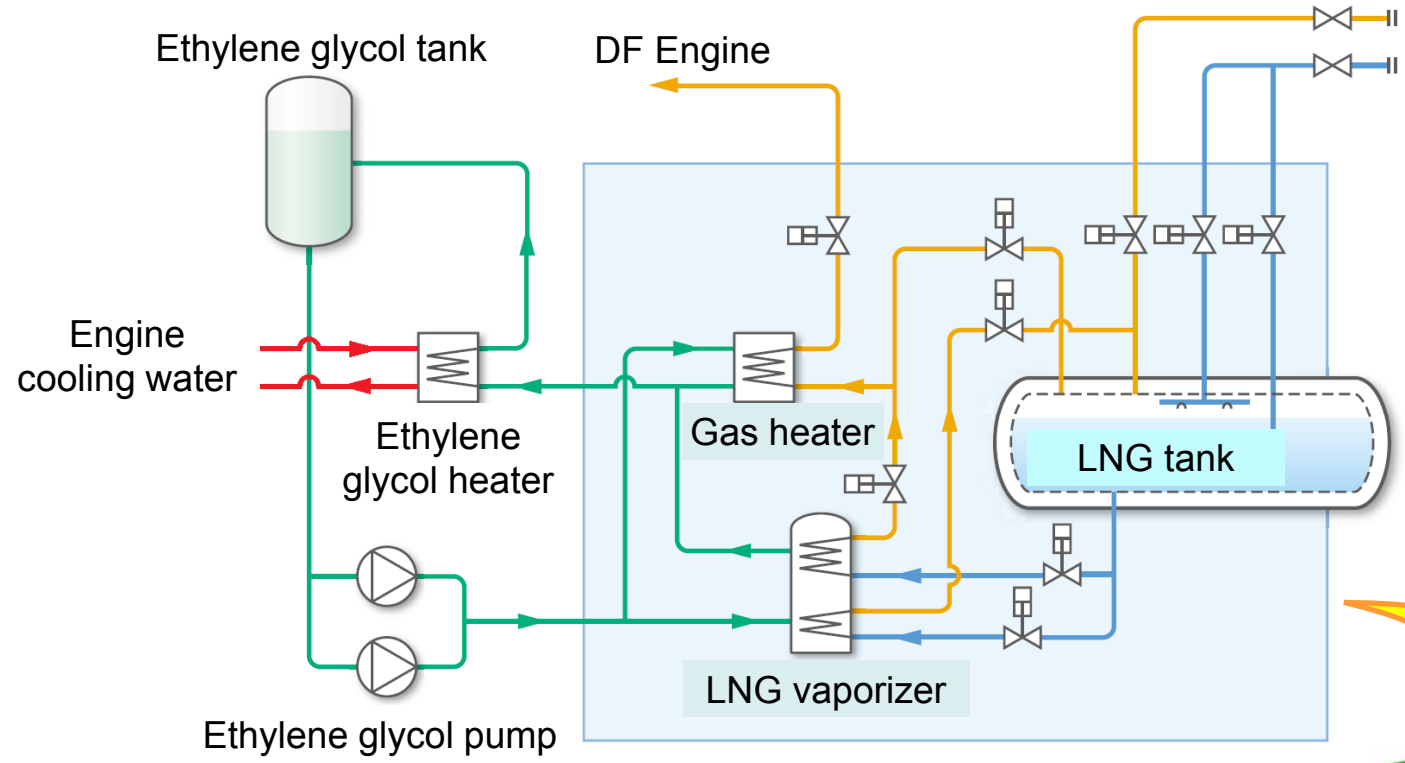 Ethylene glycol tank
DF Engine
Engine
cooling water
Ethylene
glycol heater
Gas heater
LNG tank
LNG vaporizer
Ethylene glycol pump